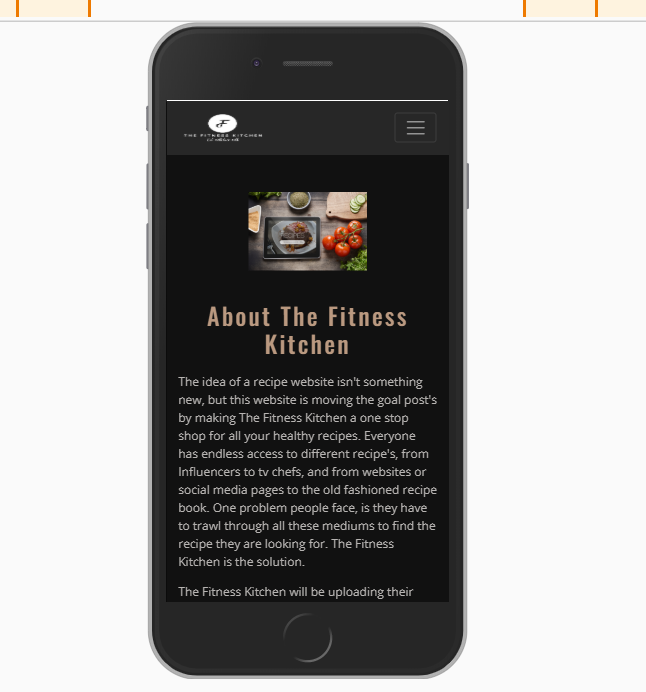 F
THE FITNESS KITCHEN
About The Fitness
Kitchen
The idea of a recipe website isn't something
new, but this website is moving the goal post's
by making The Fitness Kitchen a one stop
shop for all your healthy recipes. Everyone
has endless access to different recipe's, from
Influencers to tv chefs, and from websites or
social media pages to the old fashioned recipe
book. One problem people face, is they have
to trawl through all these mediums to find the
recipe they are looking for. The Fitness
Kitchen is the solution.
The Fitness Kitchen will be uploading their